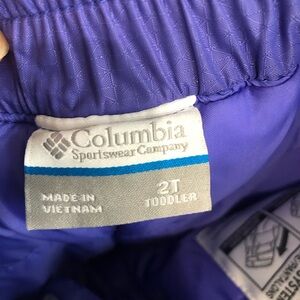 Columbia
Sportswear Company
MADE IN
VIETNAM
2T
TODDLER